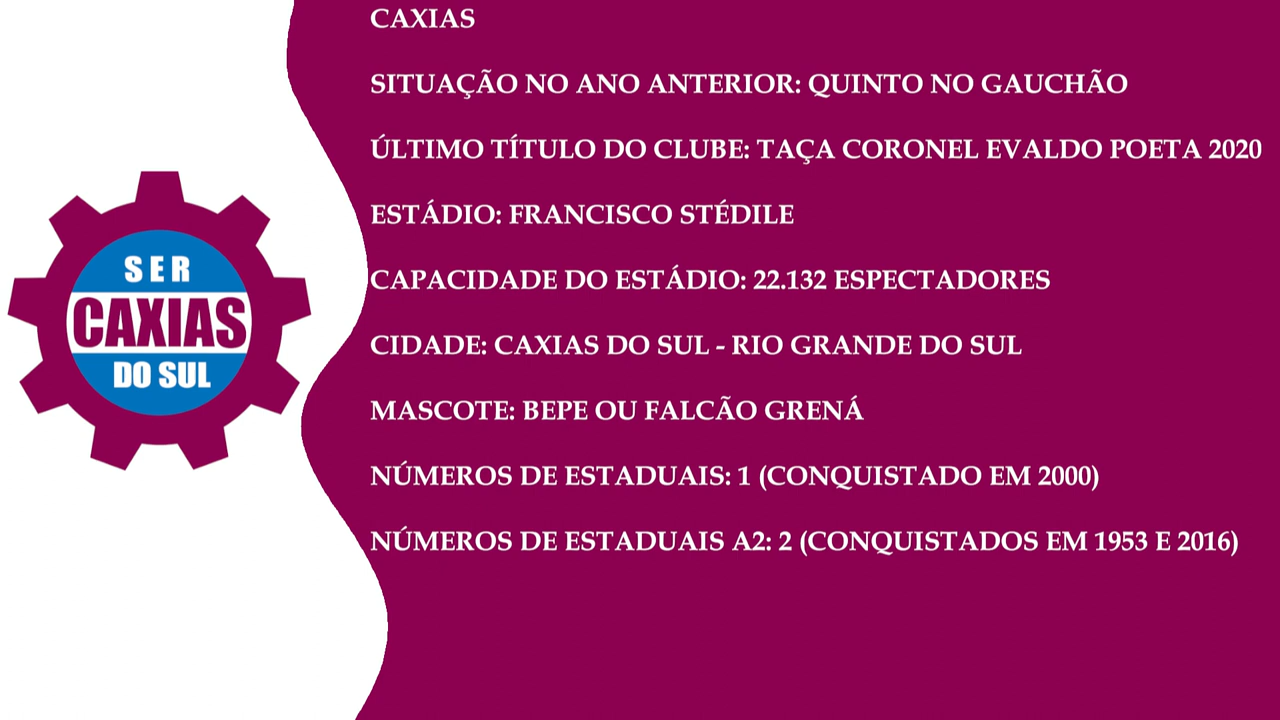 SER
CAXIAS
DO SUL
CAXIAS
SITUAÇÃO NO ANO ANTERIOR: QUINTO NO GAUCHÃO
ÚLTIMO TÍTULO DO CLUBE: TAÇA CORONEL EVALDO POETA 2020
ESTÁDIO: FRANCISCO STÉDILE
CAPACIDADE DO ESTÁDIO: 22.132 ESPECTADORES
CIDADE: CAXIAS DO SUL - RIO GRANDE DO SUL
MASCOTE: BEPE OU FALCÃO GRENÁ
NÚMEROS DE ESTADUAIS: 1 (CONQUISTADO EM 2000)
NÚMEROS DE ESTADUAIS A2: 2 (CONQUISTADOS EM 1953 E 2016)